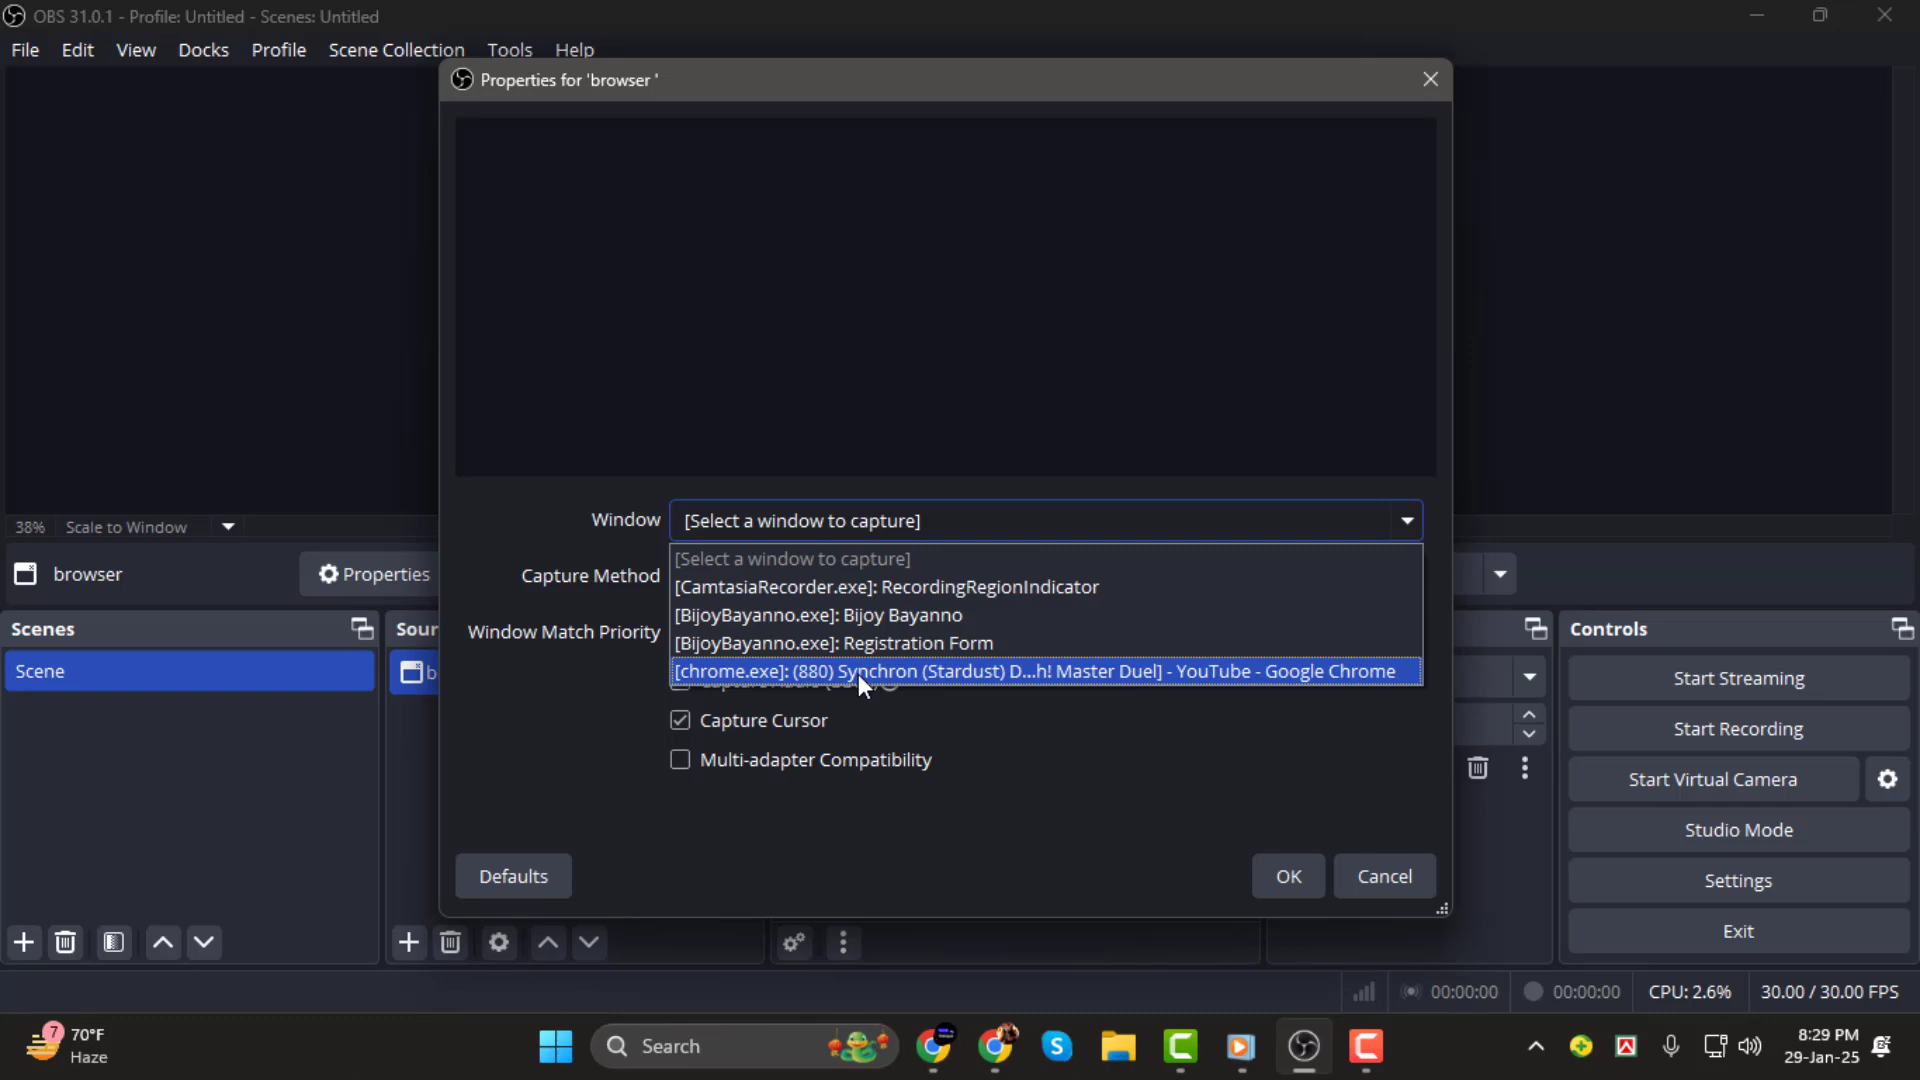 OBS 31.0.1 - Profile: Untitled - Scenes: Untitled
File Edit View Docks Profile Scene Collection Tools Help
Properties for 'browser '
38% Scale to Window
Window [Select a window to capture]
[Select a window to capture]
[CamtasiaRecorder.exe]: RecordingRegionIndicator
[BijoyBayanno.exe]: Bijoy Bayanno
[BijoyBayanno.exe]: Registration Form
[chrome.exe]: (880) Synchron (Stardust) D...h! Master Duel] - YouTube - Google Chrome
browser Properties
Capture Method
Window Match Priority
Capture Cursor
Multi-adapter Compatibility
Defaults OK Cancel
Scenes
Scene
Sour
b
Controls
Start Streaming
Start Recording
Start Virtual Camera
Studio Mode
Settings
Exit
00:00:00 00:00:00 CPU: 2.6% 30.00 / 30.00 FPS
7 70°F
Haze
Search
S
8:29 PM
29-Jan-25